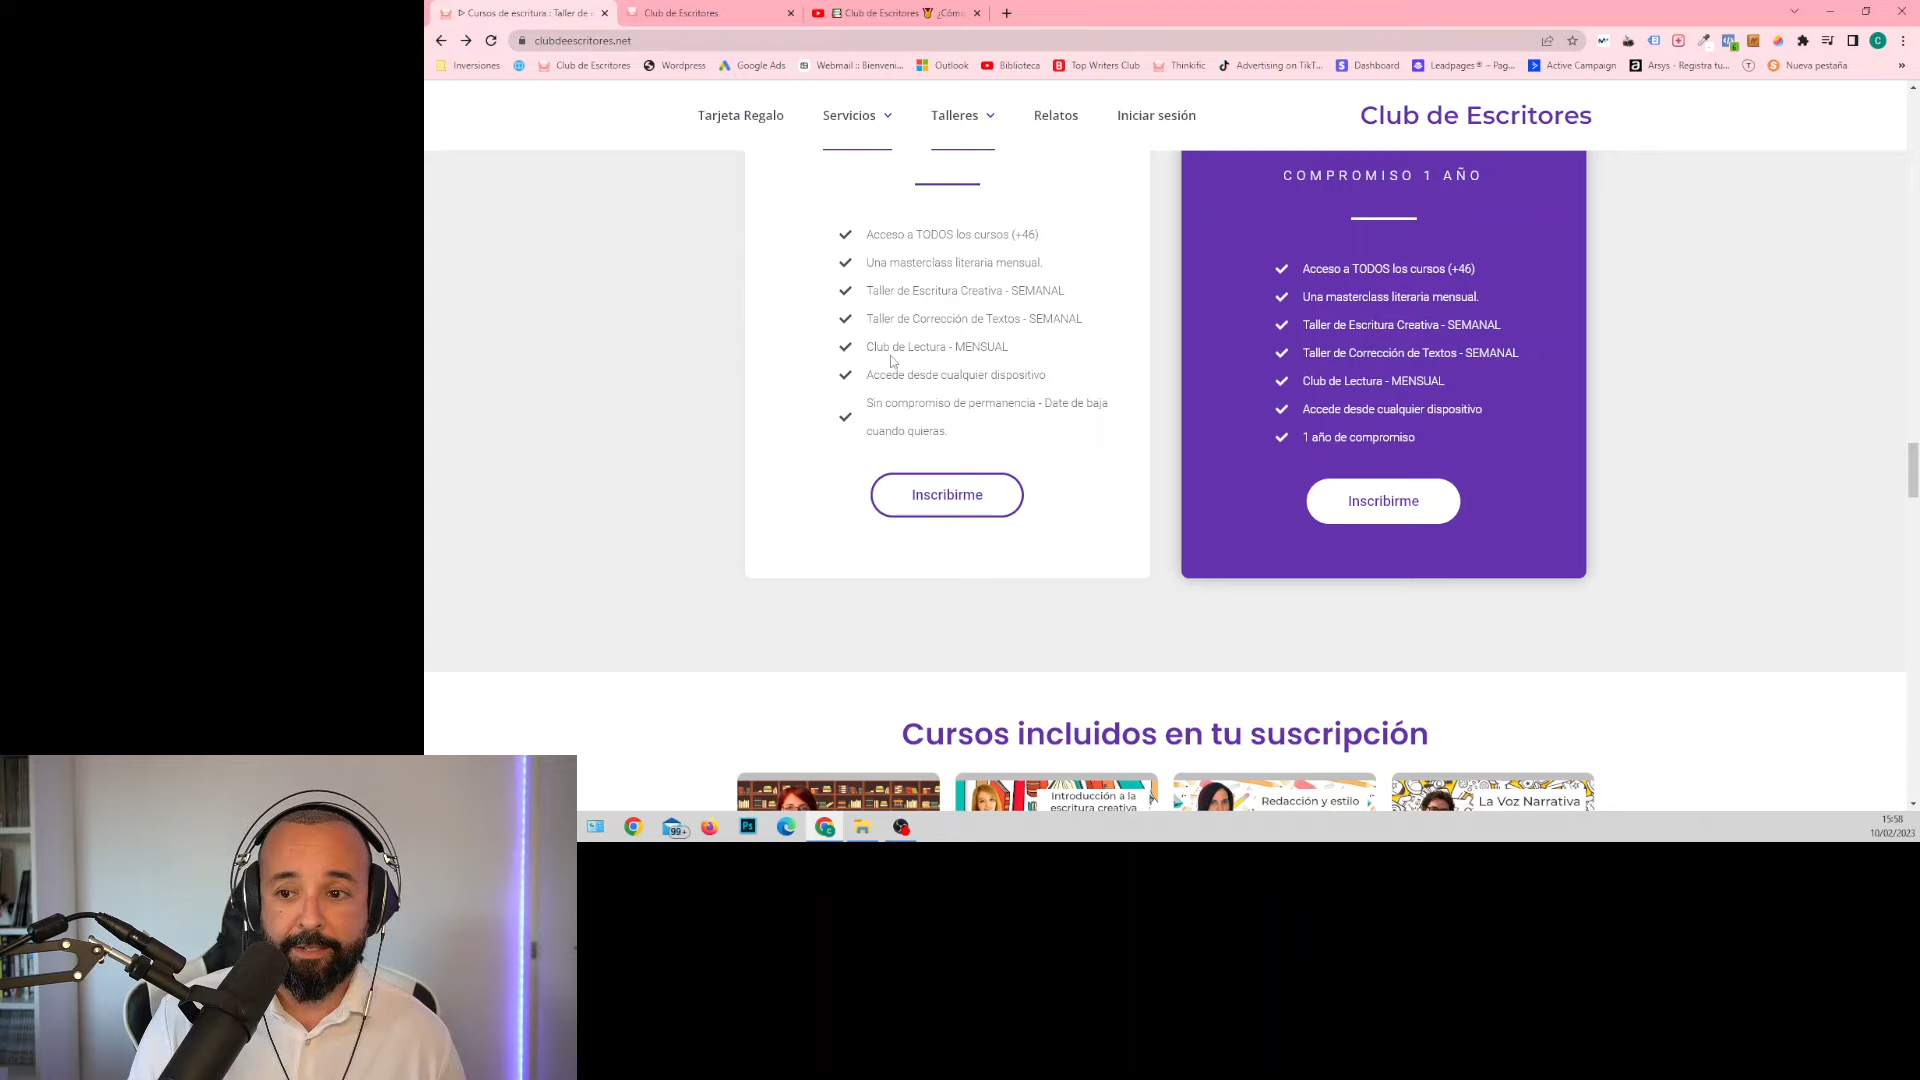 Cursos de escritura : Taller de
Club de Escritores
Club de Escritores
¿Cómo
clubdeescritores.net
Inversiones
Club de Escritores
Wordpress
Google Ads
Webmail :: Bienveni...
Outlook
Biblioteca
Top Writers Club
Thinkific
Advertising on TikT...
Dashboard
Leadpages® – Pag...
Active Campaign
Arsys - Registra tu...
Nueva pestaña
Tarjeta Regalo
Servicios
Talleres
Relatos
Iniciar sesión
Club de Escritores
Acceso a TODOS los cursos (+46)
Una masterclass literaria mensual.
Taller de Escritura Creativa - SEMANAL
Taller de Corrección de Textos - SEMANAL
Club de Lectura - MENSUAL
Accede desde cualquier dispositivo
Sin compromiso de permanencia - Date de baja
cuando quieras.
Inscribirme
COMPROMISO 1 AÑO
Acceso a TODOS los cursos (+46)
Una masterclass literaria mensual.
Taller de Escritura Creativa - SEMANAL
Taller de Corrección de Textos - SEMANAL
Club de Lectura - MENSUAL
Accede desde cualquier dispositivo
1 año de compromiso
Inscribirme
Cursos incluidos en tu suscripción
Introducción a la
escritura creativa
Redacción y estilo
La Voz Narrativa
99+
Ps
15:58
10/02/2023